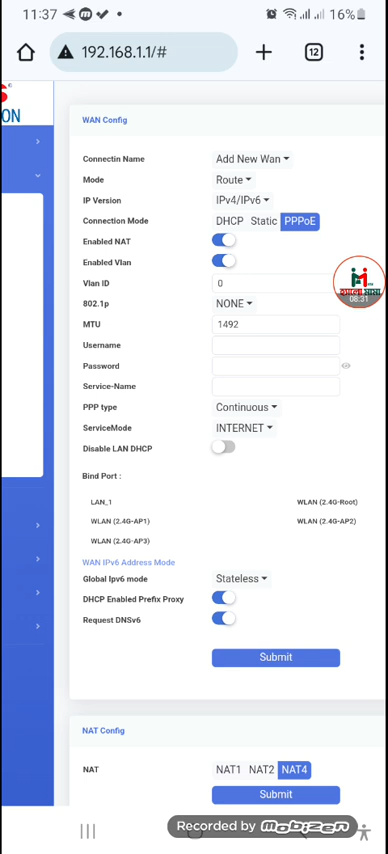 11:37
16%
192.168.1.1/#
12
S
ON
WAN Config
Connectin Name Add New Wan
Mode Route
IP Version IPv4/IPv6
Connection Mode DHCP Static PPPoE
Enabled NAT
Enabled Vlan
Vlan ID 0
802.1p NONE
08:31
MTU 1492
Username
Password
Service-Name
PPP type Continuous
ServiceMode INTERNET
Disable LAN DHCP
Bind Port :
LAN_1 WLAN (2.4G-Root)
WLAN (2.4G-AP1) WLAN (2.4G-AP2)
WLAN (2.4G-AP3)
WAN IPv6 Address Mode
Global Ipv6 mode Stateless
DHCP Enabled Prefix Proxy
Request DNSv6
Submit
NAT Config
NAT NAT1 NAT2 NAT4
Submit
Recorded by mobizen